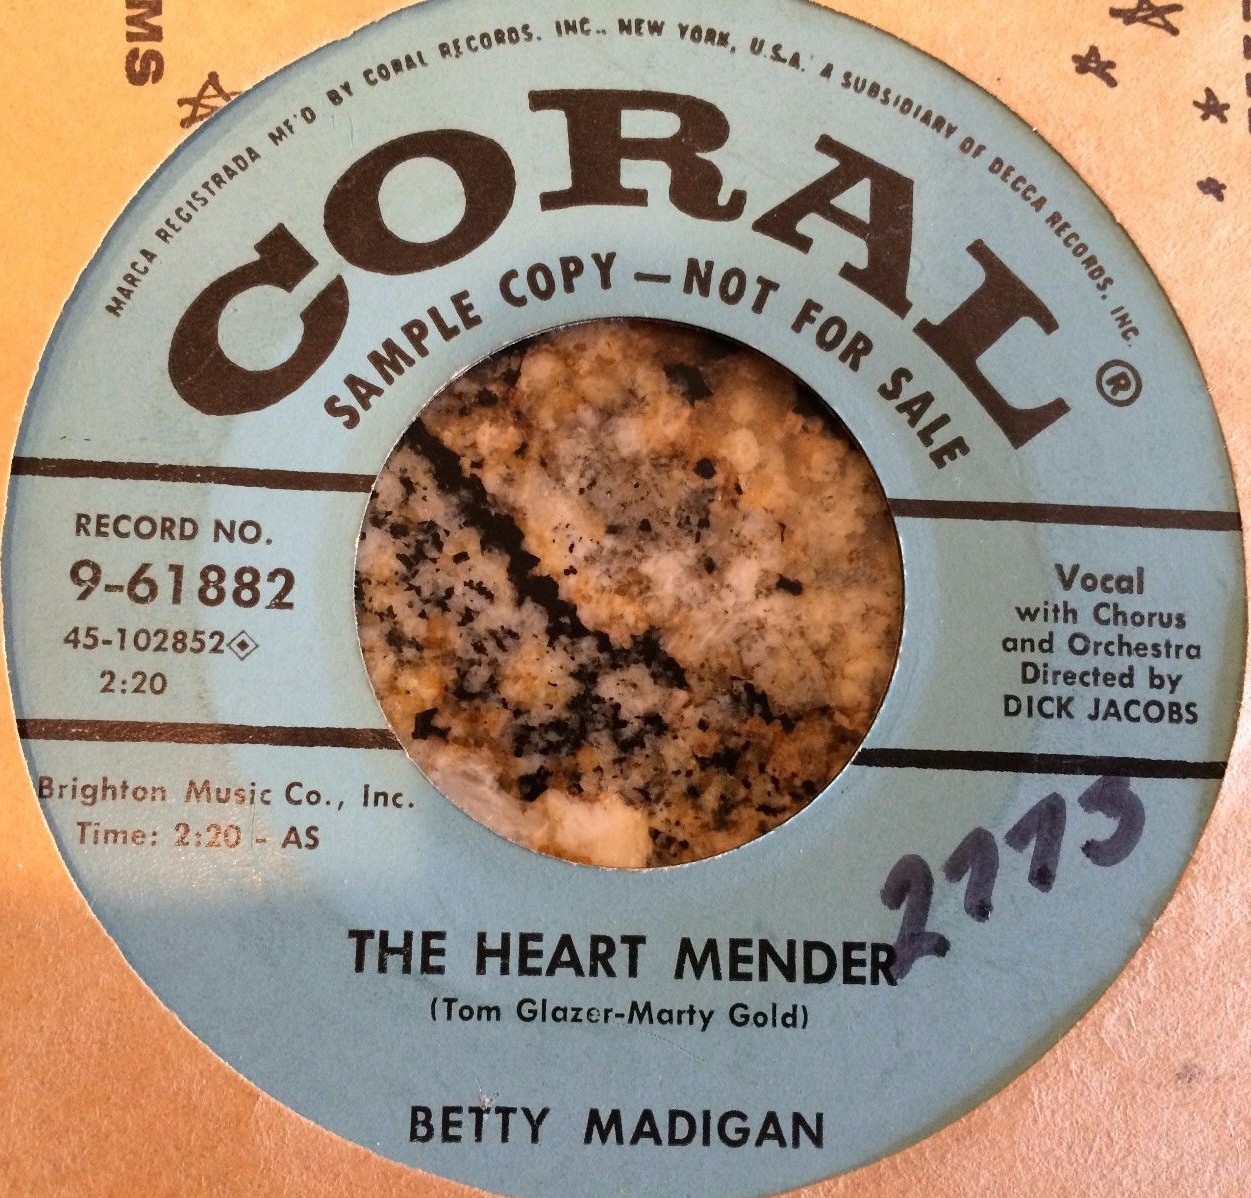 MS
MARCA REGISTRADA MF'D BY CORAL RECORDS, INC., NEW YORK, U.S.A. A SUBSIDIARY OF DECCA RECORDS, INC.
CORAL ®
SAMPLE COPY—NOT FOR SALE
RECORD NO.
9-61882
45-102852
2:20
Vocal
with Chorus
and Orchestra
Directed by
DICK JACOBS
Brighton Music Co., Inc.
Time: 2:20 - AS
2773
THE HEART MENDER
(Tom Glazer-Marty Gold)
BETTY MADIGAN